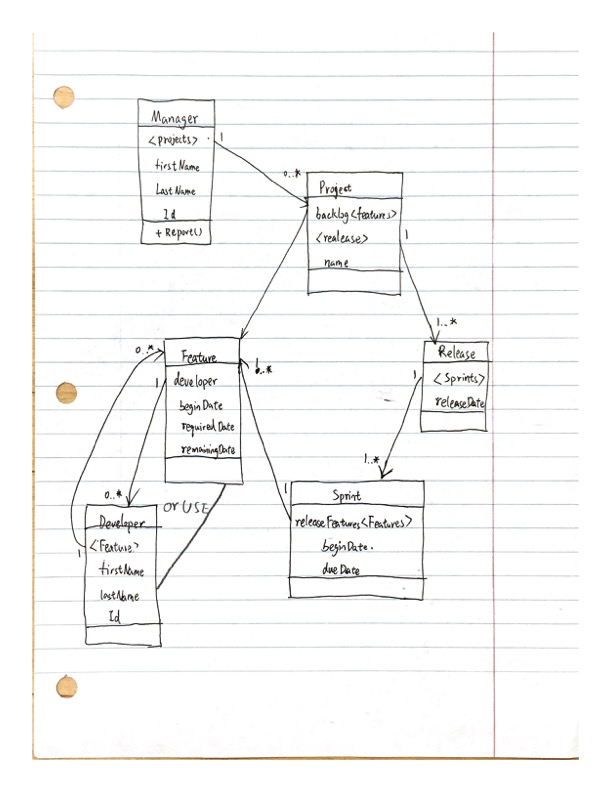 Manager
<projects>
firstName
LastName
Id
+ Report()
1
0..*
Project
backlog<features>
<realease>
name
1
1..*
Release
<Sprints>
releaseDate
1
1..*
0..*
Feature
developer
beginDate
requiredDate
remainingDate
1
0..*
1
0..*
or USE
Developer
<Feature>
firstName
lastName
Id
1
1
Sprint
releaseFeatures<Features>
beginDate.
dueDate